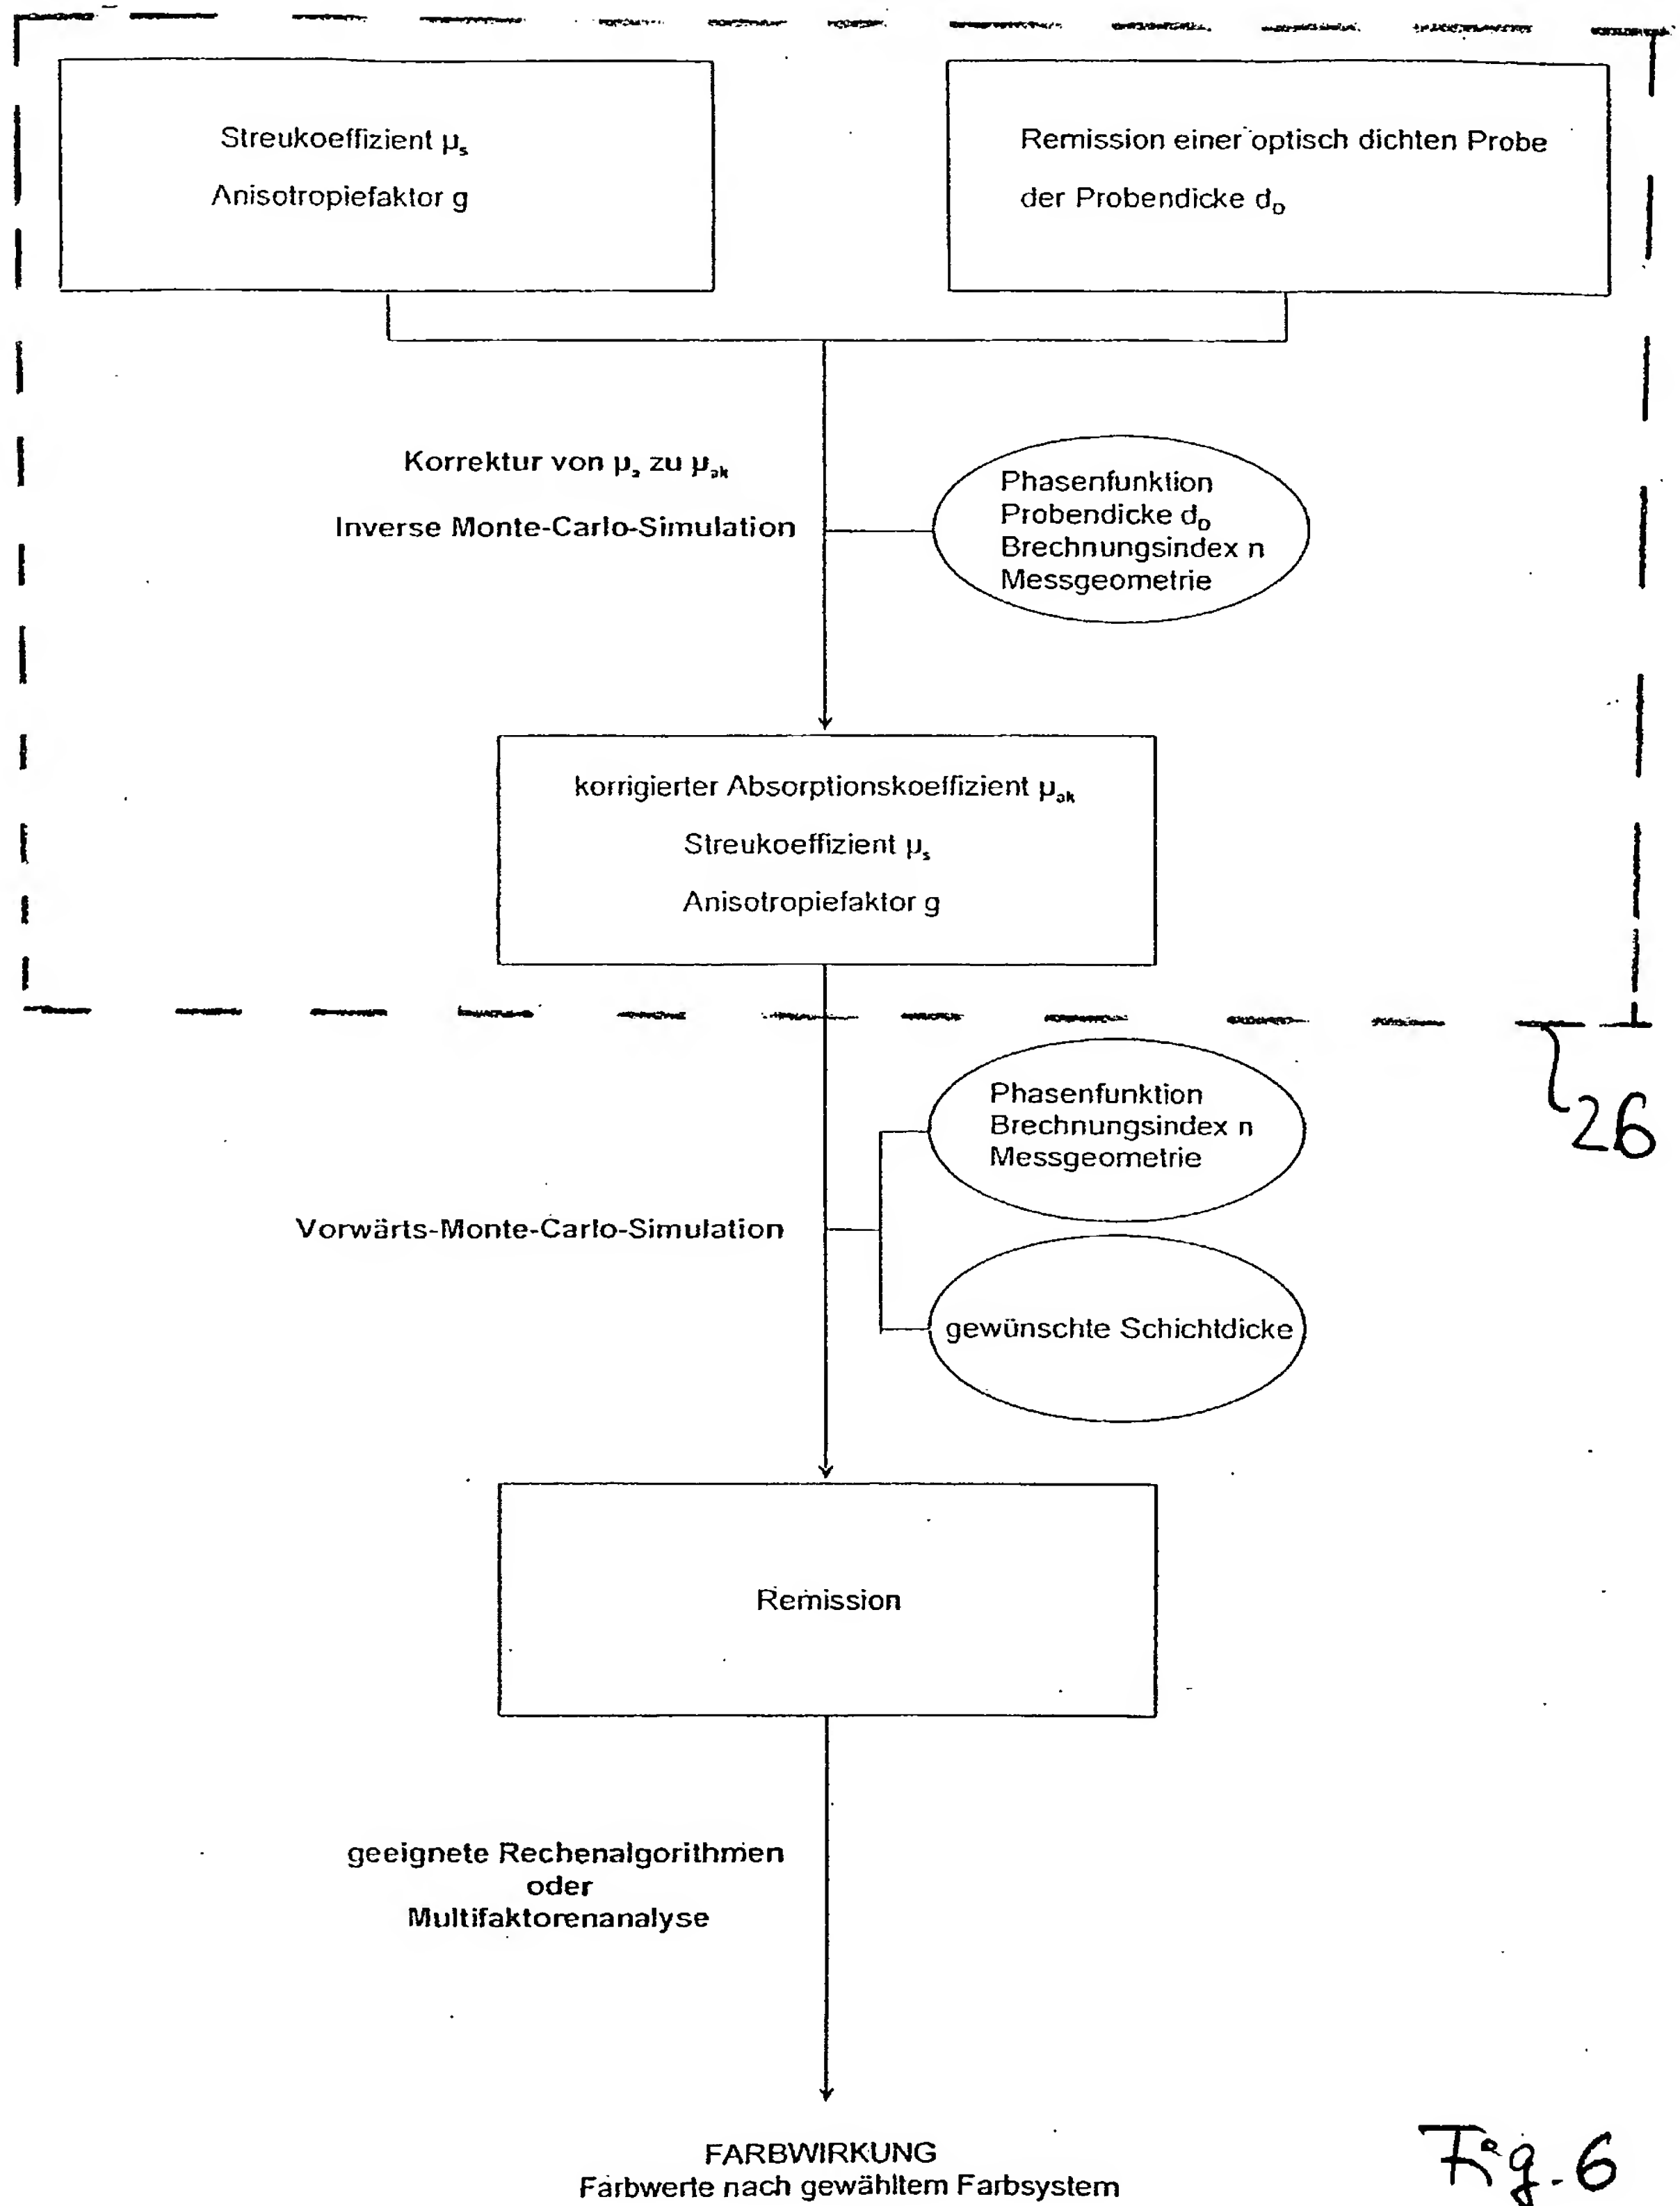 Streukoeffizient μs
Anisotropiefaktor g
Remission einer optisch dichten Probe
der Probendicke dD
Korrektur von μa zu μak
Inverse Monte-Carlo-Simulation
Phasenfunktion
Probendicke dD
Brechnungsindex n
Messgeometrie
korrigierter Absorptionskoeffizient μak
Streukoeffizient μs
Anisotropiefaktor g
26
Phasenfunktion
Brechnungsindex n
Messgeometrie
Vorwärts-Monte-Carlo-Simulation
gewünschte Schichtdicke
Remission
geeignete Rechenalgorithmen
oder
Multifaktorenanalyse
FARBWIRKUNG
Farbwerte nach gewähltem Farbsystem
Fig. 6